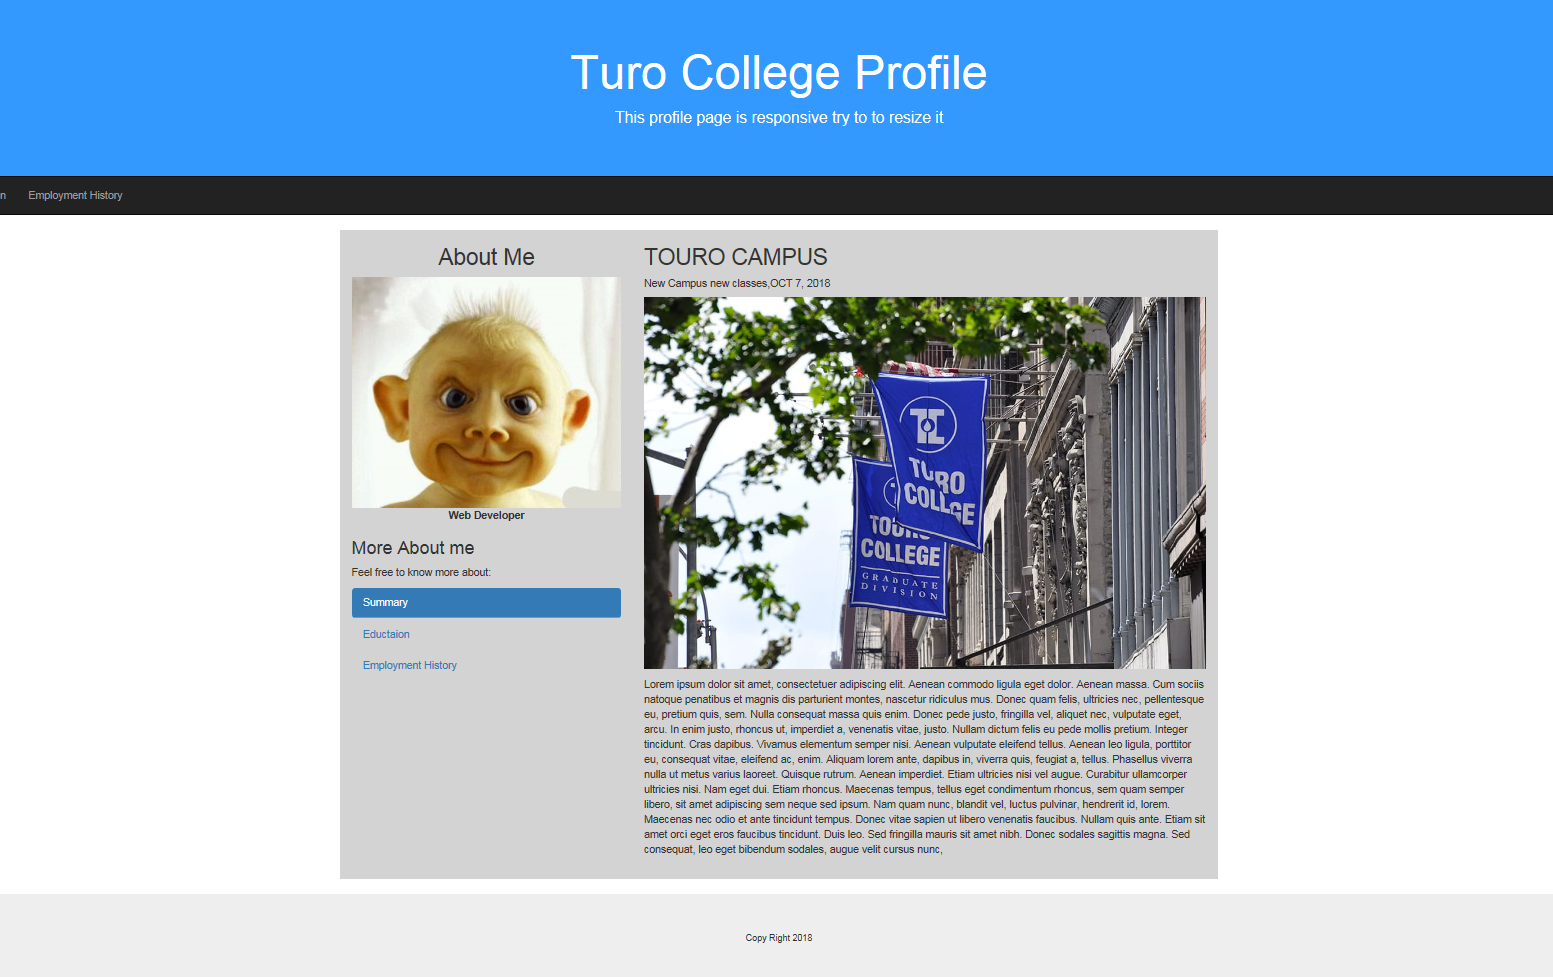 Turo College Profile
This profile page is responsive try to to resize it
n
Employment History
About Me
Web Developer
More About me
Feel free to know more about:
Summary
Eductaion
Employment History
TOURO CAMPUS
New Campus new classes,OCT 7, 2018
TURO
COLLGE
TOURO
COLLEGE
GRADUATE
DIVISION
Lorem ipsum dolor sit amet, consectetuer adipiscing elit. Aenean commodo ligula eget dolor. Aenean massa. Cum sociis
natoque penatibus et magnis dis parturient montes, nascetur ridiculus mus. Donec quam felis, ultricies nec, pellentesque
eu, pretium quis, sem. Nulla consequat massa quis enim. Donec pede justo, fringilla vel, aliquet nec, vulputate eget,
arcu. In enim justo, rhoncus ut, imperdiet a, venenatis vitae, justo. Nullam dictum felis eu pede mollis pretium. Integer
tincidunt. Cras dapibus. Vivamus elementum semper nisi. Aenean vulputate eleifend tellus. Aenean leo ligula, porttitor
eu, consequat vitae, eleifend ac, enim. Aliquam lorem ante, dapibus in, viverra quis, feugiat a, tellus. Phasellus viverra
nulla ut metus varius laoreet. Quisque rutrum. Aenean imperdiet. Etiam ultricies nisi vel augue. Curabitur ullamcorper
ultricies nisi. Nam eget dui. Etiam rhoncus. Maecenas tempus, tellus eget condimentum rhoncus, sem quam semper
libero, sit amet adipiscing sem neque sed ipsum. Nam quam nunc, blandit vel, luctus pulvinar, hendrerit id, lorem.
Maecenas nec odio et ante tincidunt tempus. Donec vitae sapien ut libero venenatis faucibus. Nullam quis ante. Etiam sit
amet orci eget eros faucibus tincidunt. Duis leo. Sed fringilla mauris sit amet nibh. Donec sodales sagittis magna. Sed
consequat, leo eget bibendum sodales, augue velit cursus nunc,
Copy Right 2018